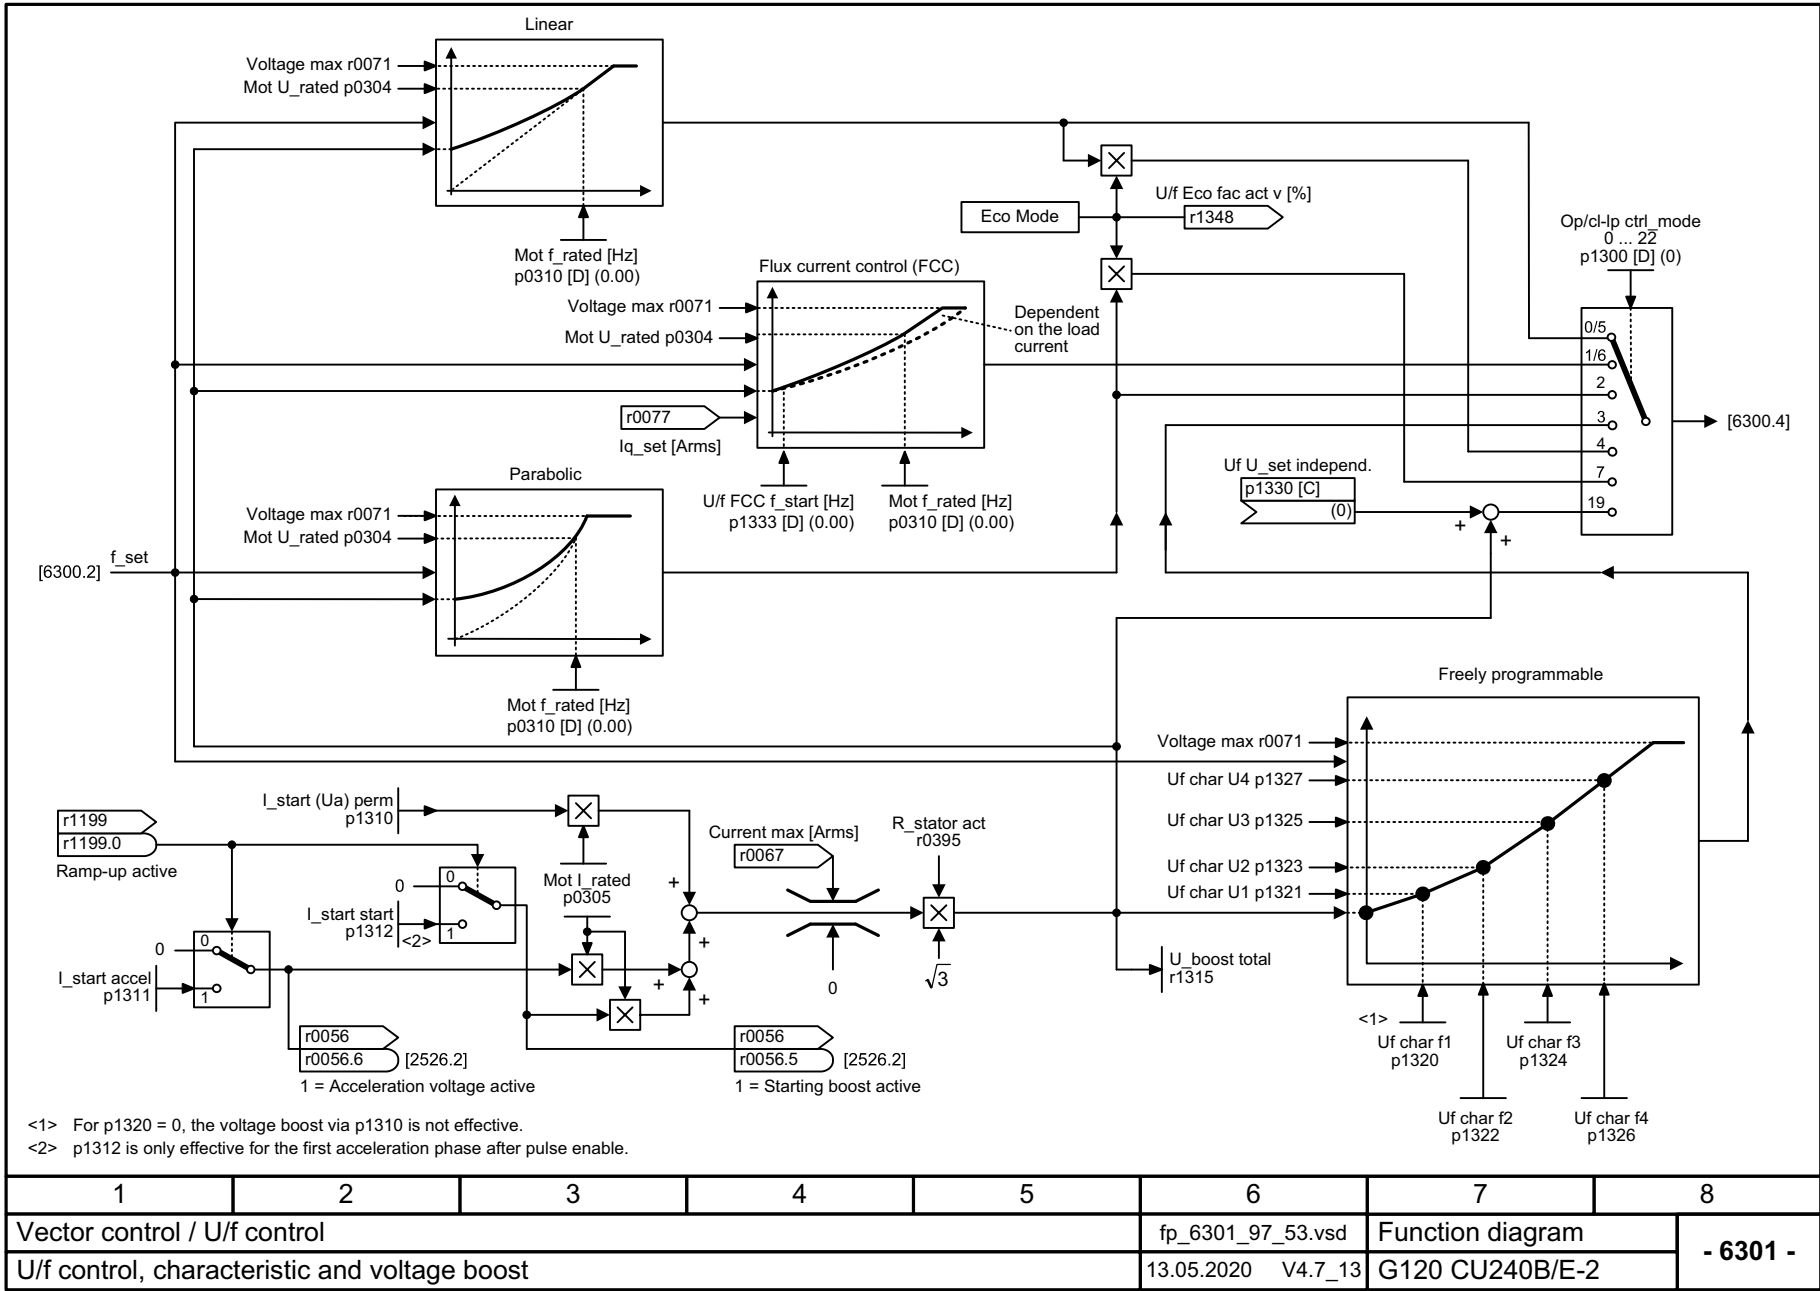 Linear
Voltage max r0071
Mot U_rated p0304
Mot f_rated [Hz]
p0310 [D] (0.00)
Eco Mode
U/f Eco fac act v [%]
r1348
Op/cl-lp ctrl_mode
0 ... 22
p1300 [D] (0)
Flux current control (FCC)
Voltage max r0071
Mot U_rated p0304
Dependent
on the load
current
r0077
Iq_set [Arms]
U/f FCC f_start [Hz]
p1333 [D] (0.00)
Mot f_rated [Hz]
p0310 [D] (0.00)
0/5
1/6
2
3
4
7
19
[6300.4]
Uf U_set independ.
p1330 [C]
(0)
+
+
Parabolic
Voltage max r0071
Mot U_rated p0304
[6300.2]
f_set
Mot f_rated [Hz]
p0310 [D] (0.00)
Freely programmable
Voltage max r0071
Uf char U4 p1327
Uf char U3 p1325
Uf char U2 p1323
Uf char U1 p1321
<1>
Uf char f1
p1320
Uf char f3
p1324
Uf char f2
p1322
Uf char f4
p1326
I_start (Ua) perm
p1310
r1199
r1199.0
Ramp-up active
Mot I_rated
p0305
0
0
I_start start
p1312
<2>
1
0
0
I_start accel
p1311
1
+
+
+
+
Current max [Arms]
r0067
0
R_stator act
r0395
√3
U_boost total
r1315
r0056
r0056.6
[2526.2]
1 = Acceleration voltage active
r0056
r0056.5
[2526.2]
1 = Starting boost active
<1> For p1320 = 0, the voltage boost via p1310 is not effective.
<2> p1312 is only effective for the first acceleration phase after pulse enable.
1 2 3 4 5 6 7 8
Vector control / U/f control
fp_6301_97_53.vsd
Function diagram
- 6301 -
U/f control, characteristic and voltage boost
13.05.2020 V4.7_13
G120 CU240B/E-2